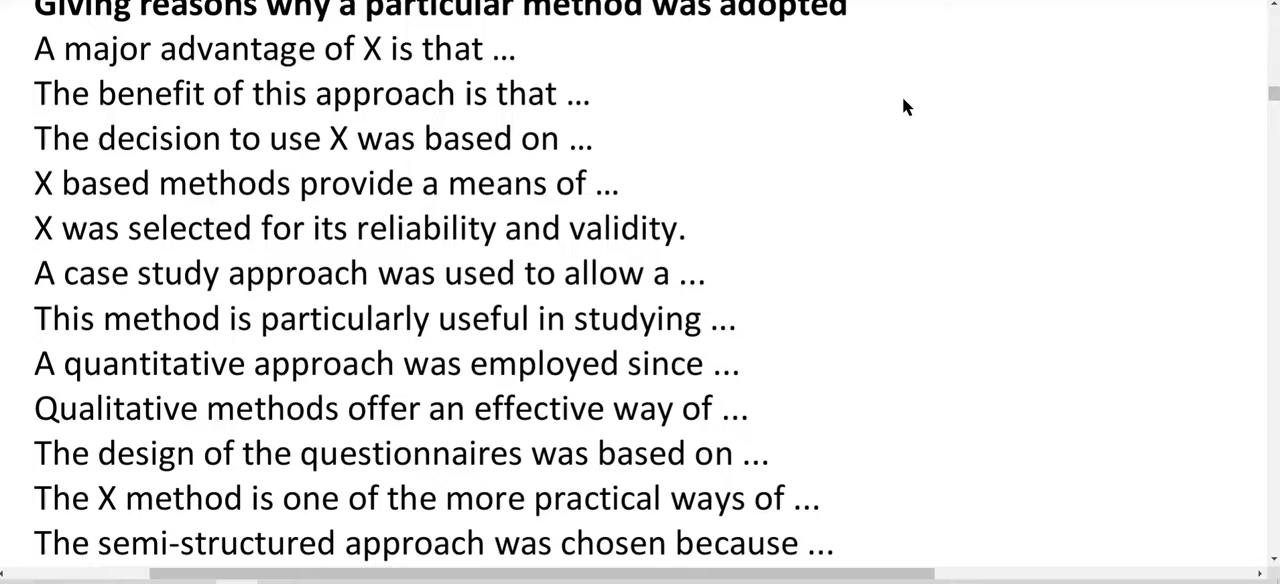 Giving reasons why a particular method was adopted
A major advantage of X is that ...
The benefit of this approach is that ...
The decision to use X was based on ...
X based methods provide a means of ...
X was selected for its reliability and validity.
A case study approach was used to allow a ...
This method is particularly useful in studying ...
A quantitative approach was employed since ...
Qualitative methods offer an effective way of ...
The design of the questionnaires was based on ...
The X method is one of the more practical ways of ...
The semi-structured approach was chosen because ...